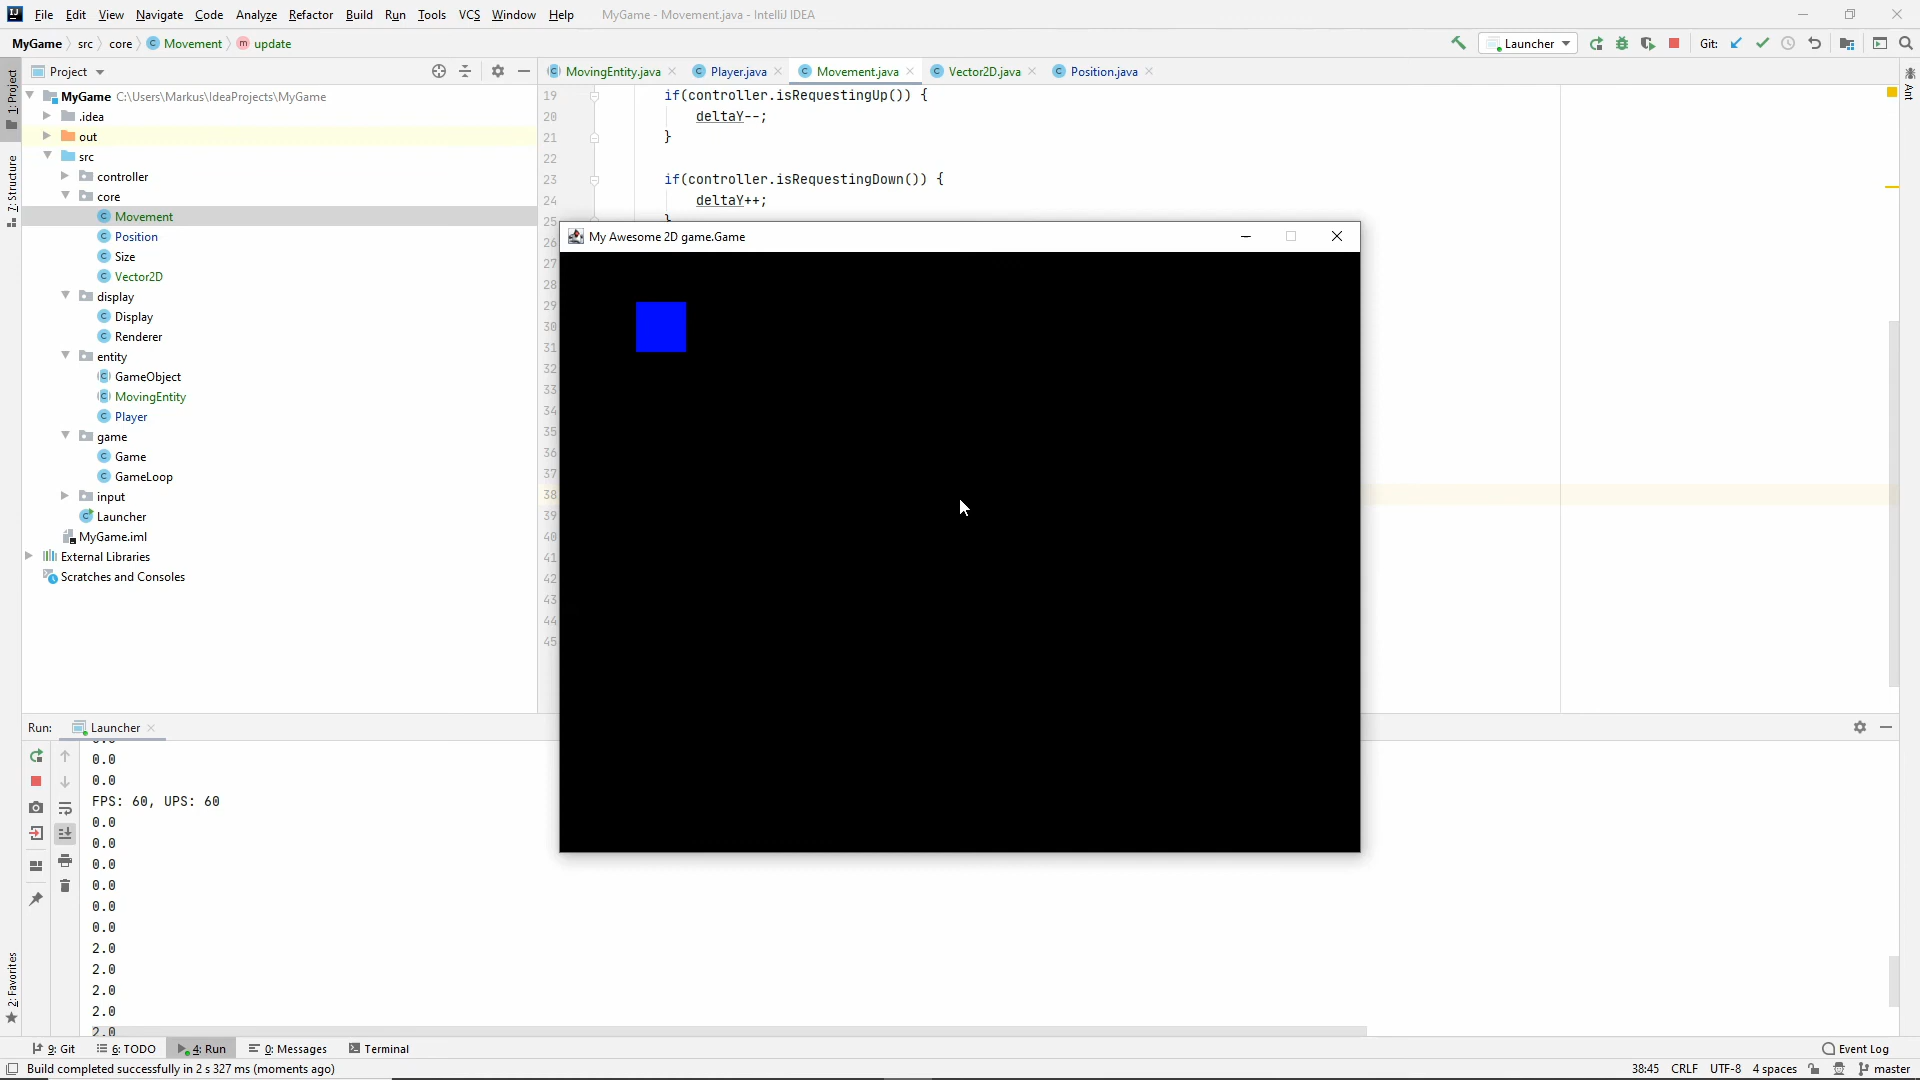 File Edit View Navigate Code Analyze Refactor Build Run Tools VCS Window Help MyGame - Movement.java - IntelliJ IDEA
MyGame src core Movement update Launcher Git:
Project MovingEntity.java Player.java Movement.java Vector2D.java Position.java
1: Project
7: Structure
2: Favorites
Ant
MyGame C:\Users\Markus\IdeaProjects\MyGame
.idea
out
src
controller
core
Movement
Position
Size
Vector2D
display
Display
Renderer
entity
GameObject
MovingEntity
Player
game
Game
GameLoop
input
Launcher
MyGame.iml
External Libraries
Scratches and Consoles
19 if(controller.isRequestingUp()) {
20 deltaY--;
21 }
22
23 if(controller.isRequestingDown()) {
24 deltaY++;
25 }
26
27
28
29
30
31
32
33
34
35
36
37
38
39
40
41
42
43
44
45
My Awesome 2D game.Game
Run: Launcher
0.0
0.0
FPS: 60, UPS: 60
0.0
0.0
0.0
0.0
0.0
0.0
2.0
2.0
2.0
2.0
2.0
9: Git 6: TODO 4: Run 0: Messages Terminal Event Log
Build completed successfully in 2 s 327 ms (moments ago) 38:45 CRLF UTF-8 4 spaces master